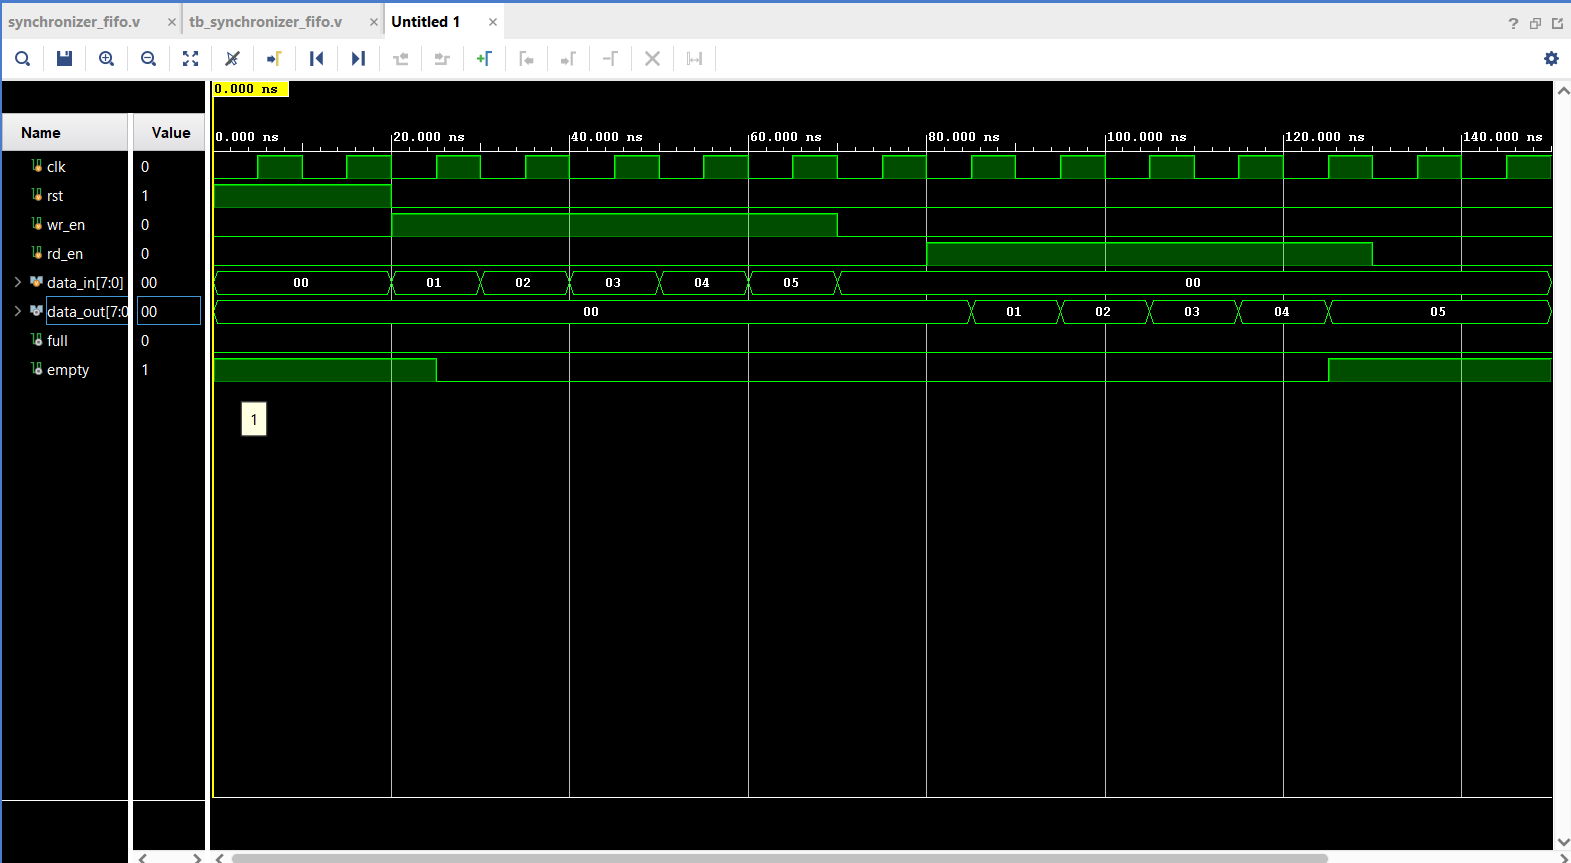 synchronizer_fifo.v × tb_synchronizer_fifo.v × Untitled 1 ×
?
0.000 ns
Name Value
0.000 ns 20.000 ns 40.000 ns 60.000 ns 80.000 ns 100.000 ns 120.000 ns 140.000 ns
clk 0
rst 1
wr_en 0
rd_en 0
data_in[7:0] 00 00 01 02 03 04 05 00
data_out[7:0 00 00 01 02 03 04 05
full 0
empty 1
1